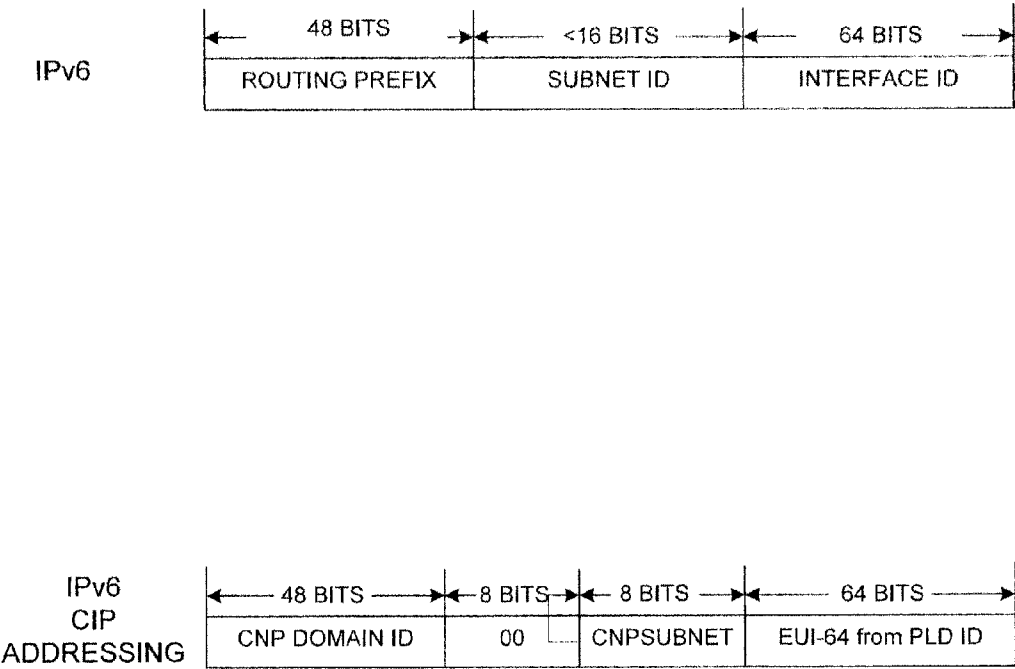 48 BITS <16 BITS 64 BITS
IPv6 ROUTING PREFIX SUBNET ID INTERFACE ID
IPv6
CIP
ADDRESSING
48 BITS 8 BITS 8 BITS 64 BITS
CNP DOMAIN ID 00 CNPSUBNET EUI-64 from PLD ID